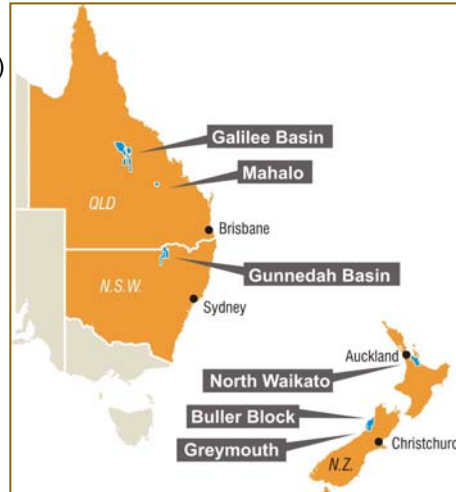 )
Galilee Basin
Mahalo
QLD
Brisbane
Gunnedah Basin
N.S.W.
Sydney
Auckland
North Waikato
Buller Block
Greymouth
Christchurc
N.Z.